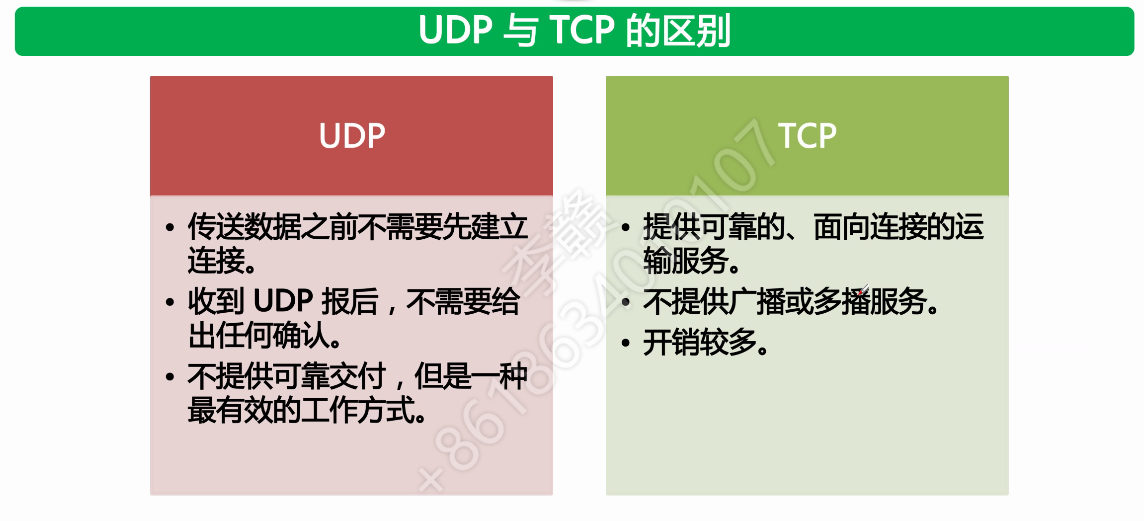 UDP 与 TCP 的区别
UDP
• 传送数据之前不需要先建立
连接。
• 收到 UDP 报后，不需要给
出任何确认。
• 不提供可靠交付，但是一种
最有效的工作方式。
TCP
• 提供可靠的、面向连接的运
输服务。
• 不提供广播或多播服务。
• 开销较多。
李赣